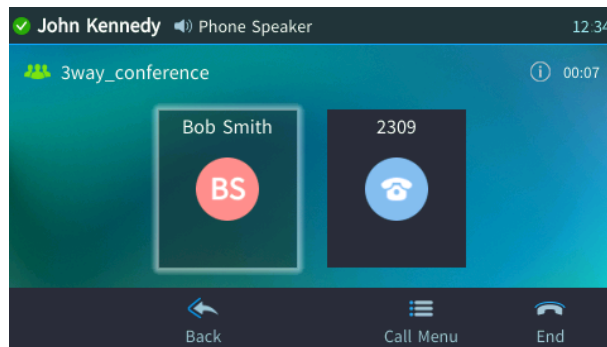 John Kennedy Phone Speaker 12:34
3way_conference 00:07
Bob Smith 2309
BS
Back Call Menu End